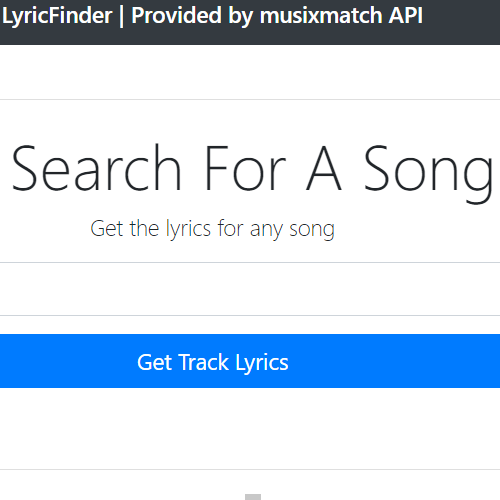 LyricFinder | Provided by musixmatch API
Search For A Song
Get the lyrics for any song
Get Track Lyrics